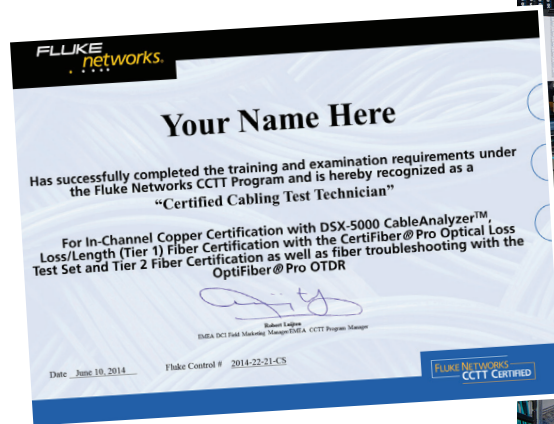 FLUKE
networks®
Your Name Here
Has successfully completed the training and examination requirements under
the Fluke Networks CCTT Program and is hereby recognized as a
“Certified Cabling Test Technician”
For In-Channel Copper Certification with DSX-5000 CableAnalyzer™,
Loss/Length (Tier 1) Fiber Certification with the CertiFiber® Pro Optical Loss
Test Set and Tier 2 Fiber Certification as well as fiber troubleshooting with the
OptiFiber® Pro OTDR
Robert Luijten
EMEA DCI Field Marketing Manager/EMEA CCTT Program Manager
Date June 10, 2014 Fluke Control # 2014-22-21-CS
FLUKE NETWORKS
CCTT CERTIFIED